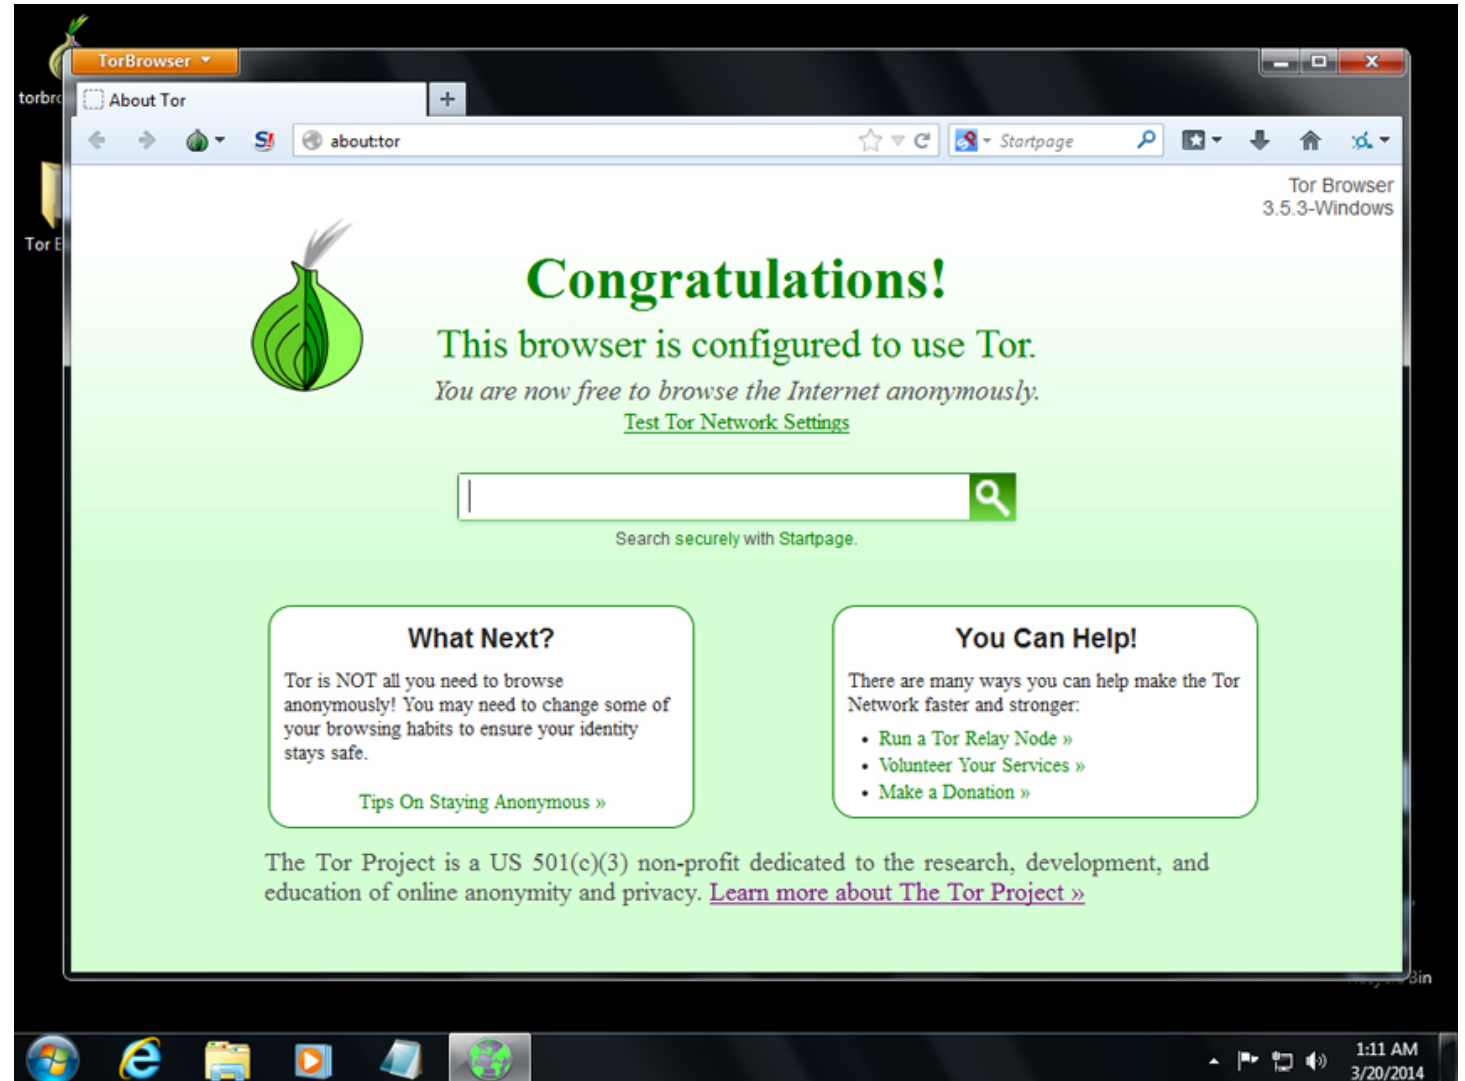 TorBrowser
torbro
About Tor
about:tor
Startpage
Tor Browser
3.5.3-Windows
Tor B
Congratulations!
This browser is configured to use Tor.
You are now free to browse the Internet anonymously.
Test Tor Network Settings
Search securely with Startpage.
What Next?
Tor is NOT all you need to browse
anonymously! You may need to change some of
your browsing habits to ensure your identity
stays safe.
Tips On Staying Anonymous »
You Can Help!
There are many ways you can help make the Tor
Network faster and stronger:
• Run a Tor Relay Node »
• Volunteer Your Services »
• Make a Donation »
The Tor Project is a US 501(c)(3) non-profit dedicated to the research, development, and
education of online anonymity and privacy. Learn more about The Tor Project »
Bin
1:11 AM
3/20/2014